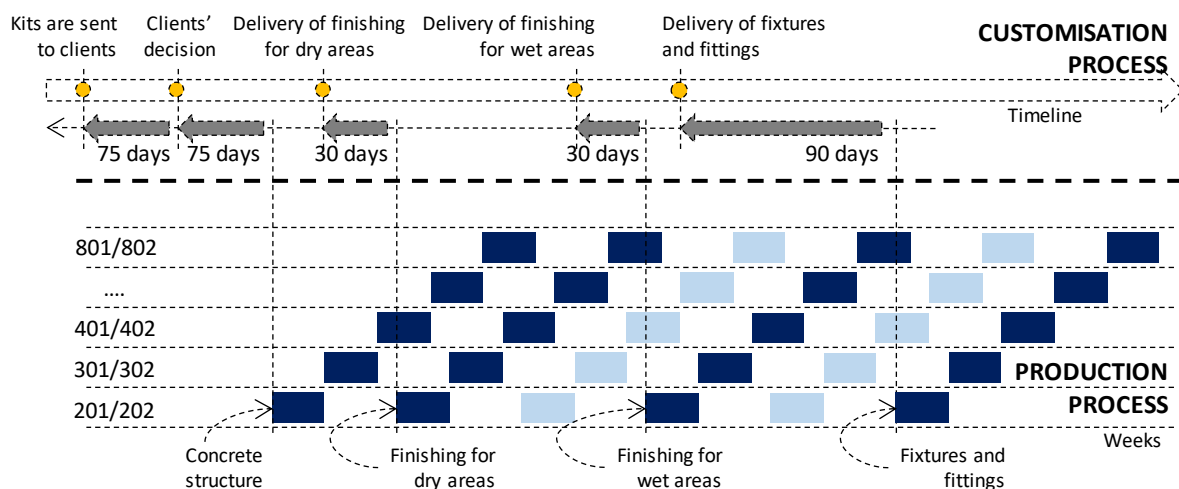 Kits are sent
to clients
Clients'
decision
Delivery of finishing
for dry areas
Delivery of finishing
for wet areas
Delivery of fixtures
and fittings
CUSTOMISATION
PROCESS
Timeline
75 days
75 days
30 days
30 days
90 days
801/802
....
401/402
301/302
201/202
PRODUCTION
PROCESS
Weeks
Concrete
structure
Finishing for
dry areas
Finishing for
wet areas
Fixtures and
fittings